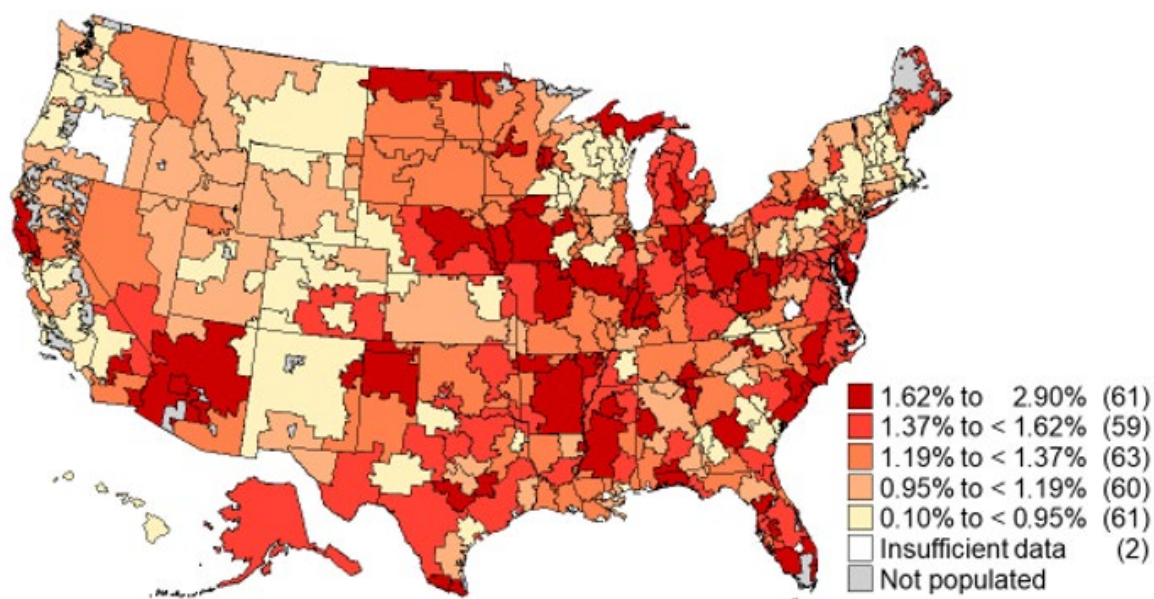 1.62% to 2.90% (61)
1.37% to < 1.62% (59)
1.19% to < 1.37% (63)
0.95% to < 1.19% (60)
0.10% to < 0.95% (61)
Insufficient data (2)
Not populated